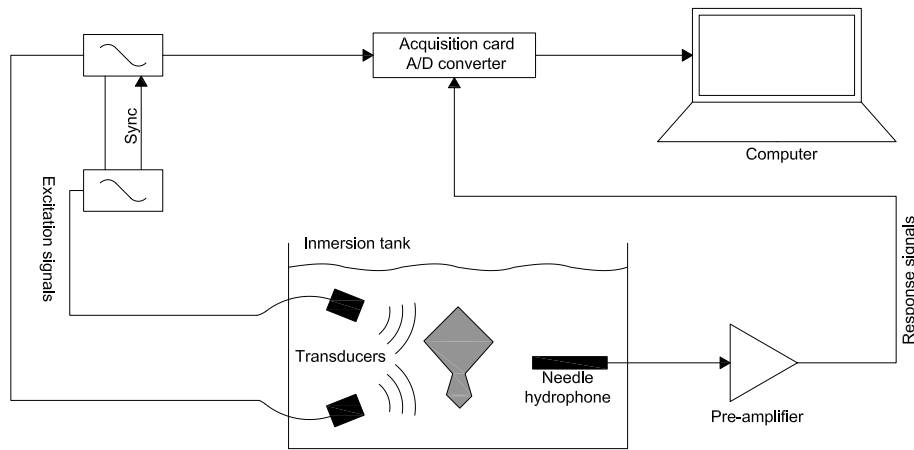 Acquisition card
A/D converter
Sync
Computer
Excitation signals
Response signals
Inmersion tank
Transducers
Needle
hydrophone
Pre-amplifier